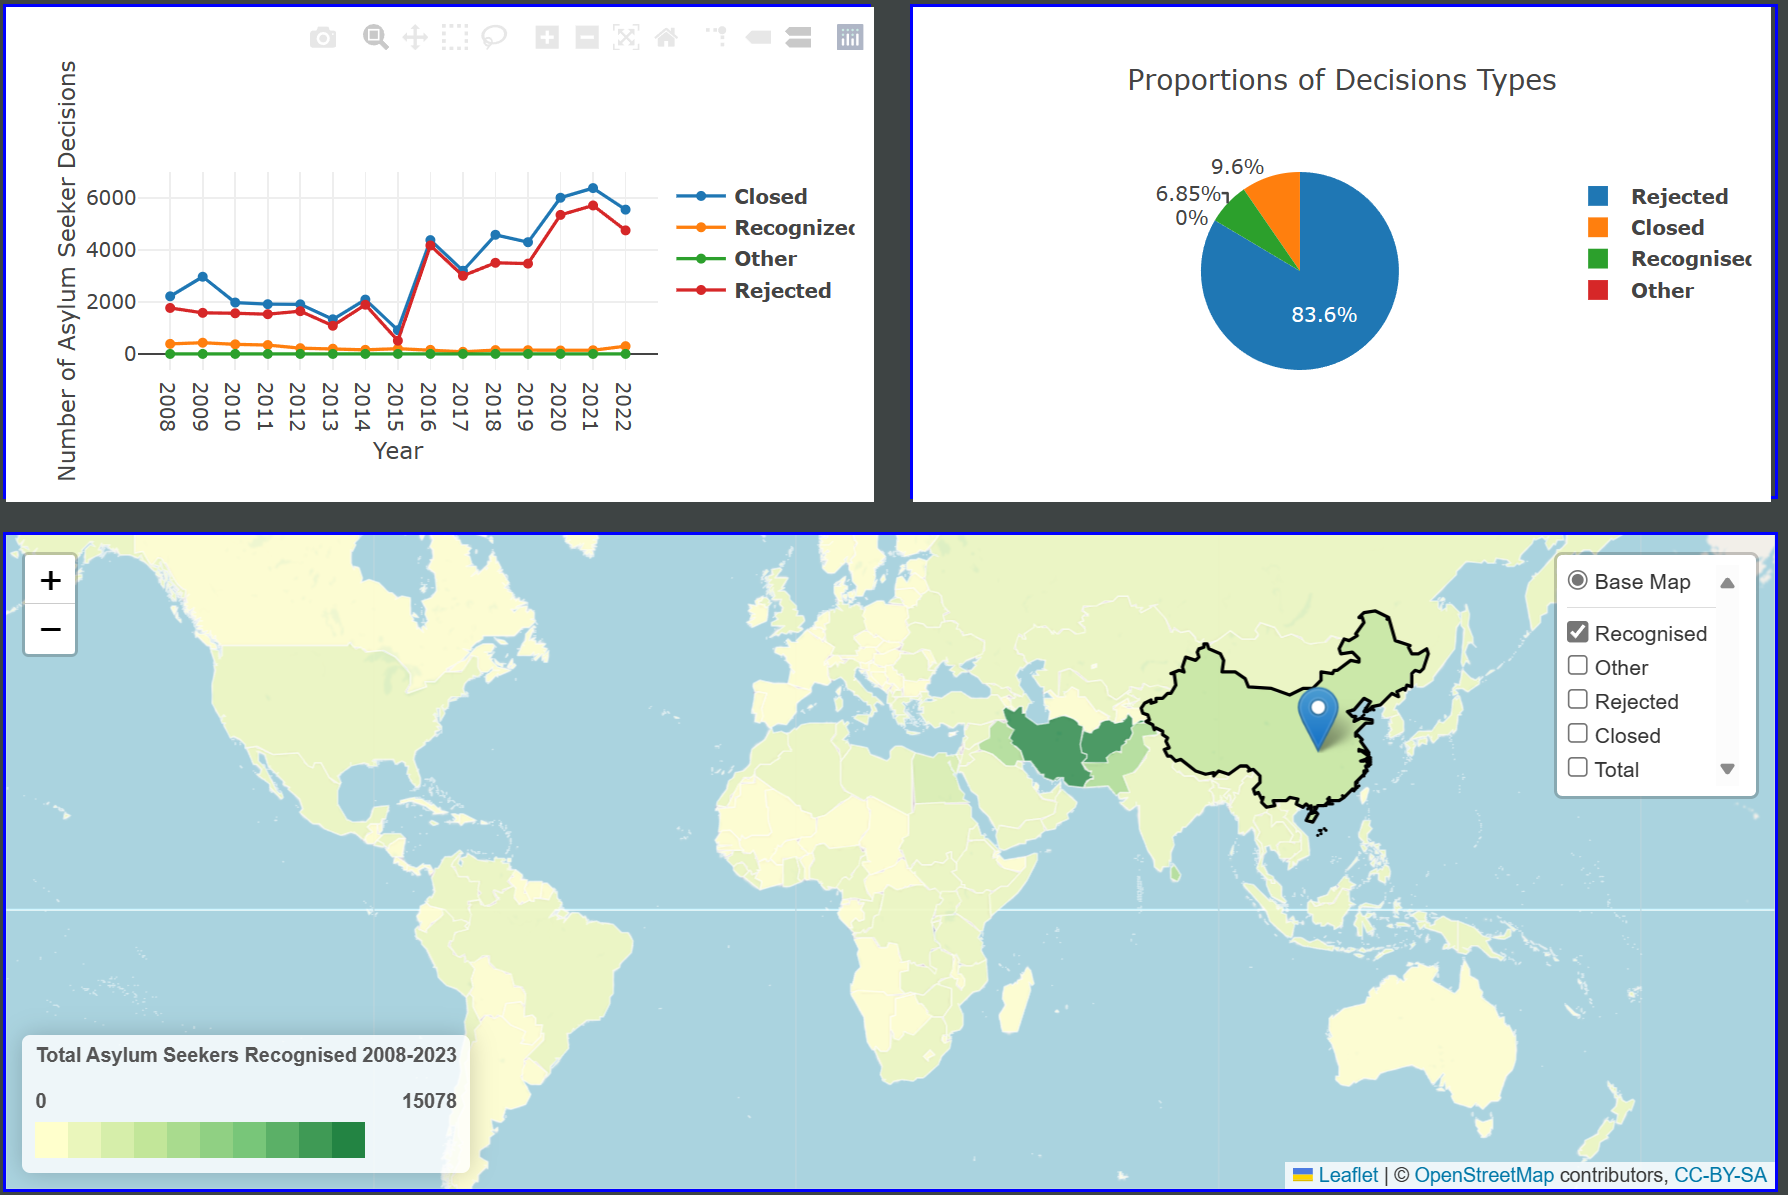 Number of Asylum Seeker Decisions
6000
4000
2000
0
2008
2009
2010
2011
2012
2013
2014
2015
2016
2017
2018
2019
2020
2021
2022
Year
Closed
Recognized
Other
Rejected
Proportions of Decisions Types
9.6%
6.85%
0%
83.6%
Rejected
Closed
Recognised
Other
+
−
Base Map
Recognised
Other
Rejected
Closed
Total
Total Asylum Seekers Recognised 2008-2023
0 15078
Leaflet | © OpenStreetMap contributors, CC-BY-SA